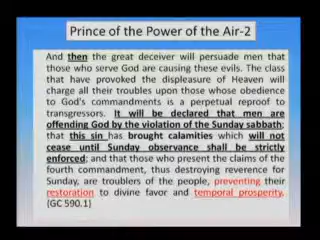 Prince of the Power of the Air-2
And then the great deceiver will persuade men that
those who serve God are causing these evils. The class
that have provoked the displeasure of Heaven will
charge all their troubles upon those whose obedience
to God's commandments is a perpetual reproof to
transgressors. It will be declared that men are
offending God by the violation of the Sunday sabbath;
that this sin has brought calamities which will not
cease until Sunday observance shall be strictly
enforced; and that those who present the claims of the
fourth commandment, thus destroying reverence for
Sunday, are troublers of the people, preventing their
restoration to divine favor and temporal prosperity.
{GC 590.1}